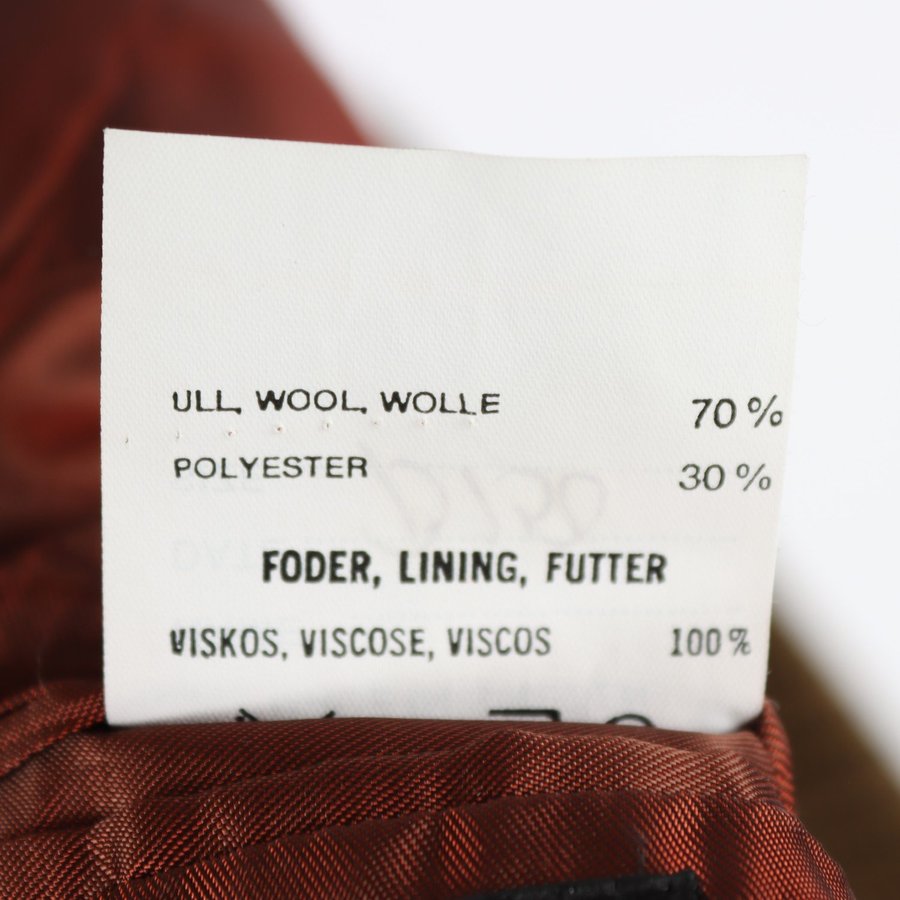 ULL, WOOL, WOLLE 70 %
POLYESTER 30 %
FODER, LINING, FUTTER
VISKOS, VISCOSE, VISCOS 100 %